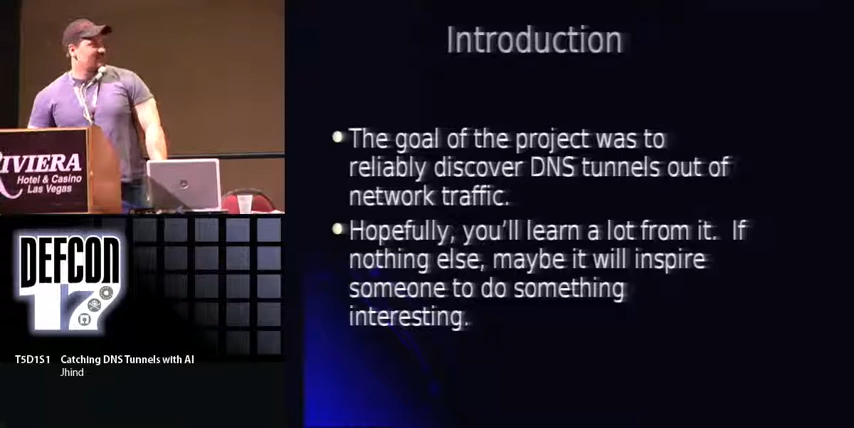 Introduction
The goal of the project was to
reliably discover DNS tunnels out of
network traffic.
Hopefully, you'll learn a lot from it. If
nothing else, maybe it will inspire
someone to do something
interesting.
RIVIERA
Hotel & Casino
Las Vegas
DEFCON
17
T5D1S1 Catching DNS Tunnels with AI
Jhind